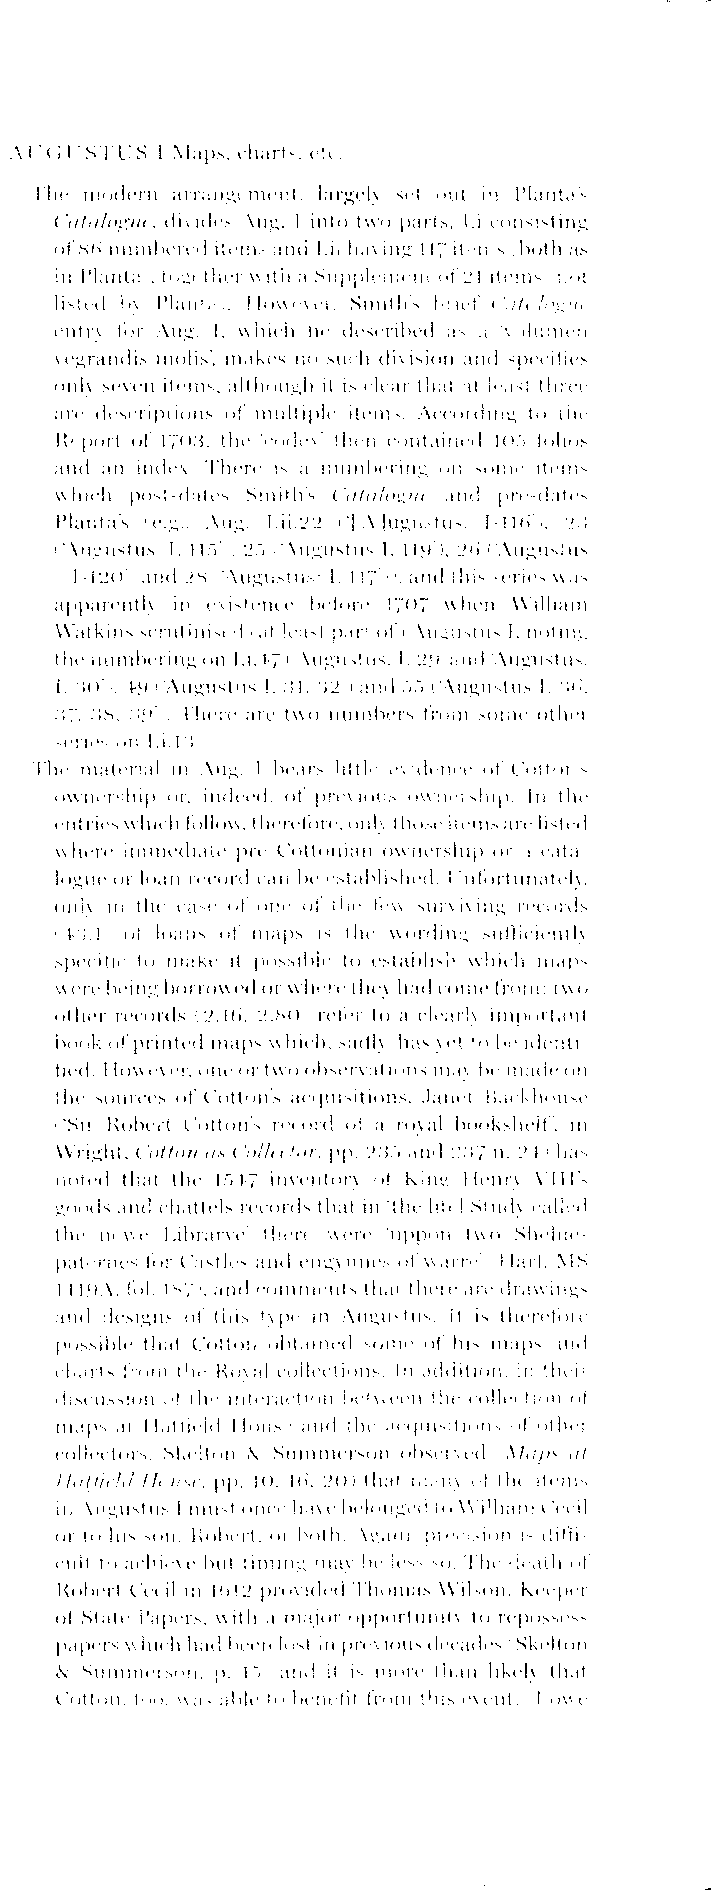 AUGUSTUS I Maps, charts, etc.
The modern arrangement, largely set out in Planta's
Catalogue, divides Aug. I into two parts, I.i consisting
of 86 numbered items and I.ii having 117 items (both as
in Planta), together with a Supplement of 21 items (not
listed by Planta). However, Smith's brief Catalogue
entry for Aug. I, which he described as a 'volumen
vegrandis molis', makes no such division and specifies
only seven items, although it is clear that at least three
are descriptions of multiple items. According to the
Report of 1703, the 'codex' then contained 105 folios
and an index. There is a numbering on some items
which post-dates Smith's Catalogue and pre-dates
Planta's (e.g., Aug. I.ii.22 ('[A]ugustus. I-116'), 23
('Augustus. I. 115'), 25 ('Augustus I. 119'), 26 ('Augustus
I-120') and 28 ('Augustus: I. 117')), and this series was
apparently in existence before 1707 when William
Watkins scrutinised (at least part of) Augustus I, noting
the numbering on I.i.47 ('Augustus. I. 29' and 'Augustus.
I. 30'), 49 ('Augustus I. 31. 32') and 55 ('Augustus I. 36.
37. 38. 39'). There are two numbers from some other
series on I.i.13.
The material in Aug. I bears little evidence of Cotton's
ownership or, indeed, of previous ownership. In the
entries which follow, therefore, only those items are listed
where immediate pre-Cottonian ownership or a cata-
logue or loan record can be established. Unfortunately,
only in the case of one of the few surviving records
of loans of maps is the wording sufficiently
specific to make it possible to establish which maps
were being borrowed or where they had come from; two
other records (2.46, 2.80) refer to a clearly important
book of printed maps which, sadly, has yet to be identi-
fied. However, one or two observations may be made on
the sources of Cotton's acquisitions. Janet Backhouse
('Sir Robert Cotton's record of a royal bookshelf', in
Wright, Cotton as Collector, pp. 235 and 237 n. 24) has
noted that the 1547 inventory of King Henry VIII's
goods and chattels records that in 'the litel Study called
the newe Librarye' there were 'uppon two Shelues
paternes for Castles and engynnes of warre' (Harl. MS
1419A, fol. 187), and comments that there are drawings
and designs of this type in Augustus; it is therefore
possible that Cotton obtained some of his maps and
charts from the Royal collections. In addition, in their
discussion of the interaction between the collection of
maps at Hatfield House and the acquisitions of other
collectors, Skelton & Summerson observed (Maps at
Hatfield House, pp. 10, 16, 20) that many of the items
in Augustus I must once have belonged to William Cecil
or to his son, Robert, or both. Again, precision is diffi-
cult to achieve but timing may be less so. The death of
Robert Cecil in 1612 provided Thomas Wilson, Keeper
of State Papers, with a major opportunity to repossess
papers which had been lost in previous decades (Skelton
& Summerson, p. 15) and it is more than likely that
Cotton, too, was able to benefit from this event. (I owe